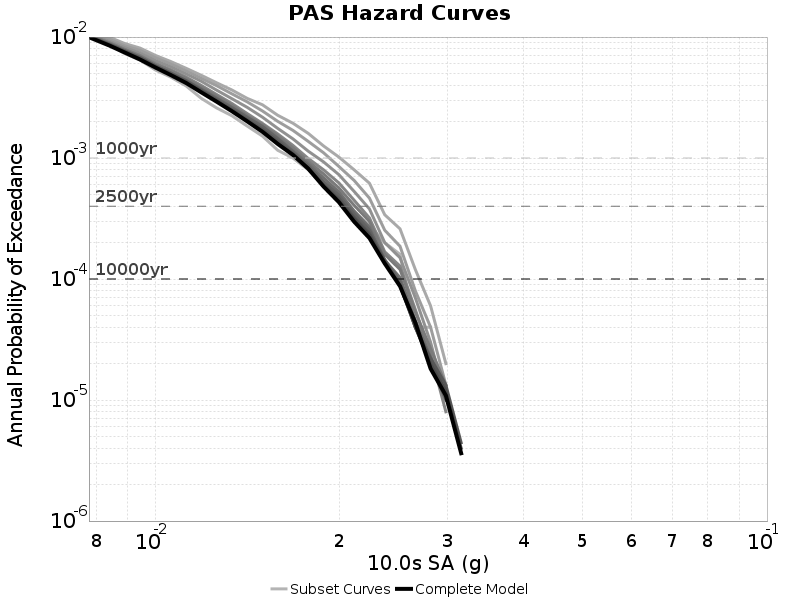 PAS Hazard Curves
Annual Probability of Exceedance
10-2
10-3
10-4
10-5
10-6
1000yr
2500yr
10000yr
8 10-2 2 3 4 5 6 7 8 10-1
10.0s SA (g)
Subset Curves Complete Model